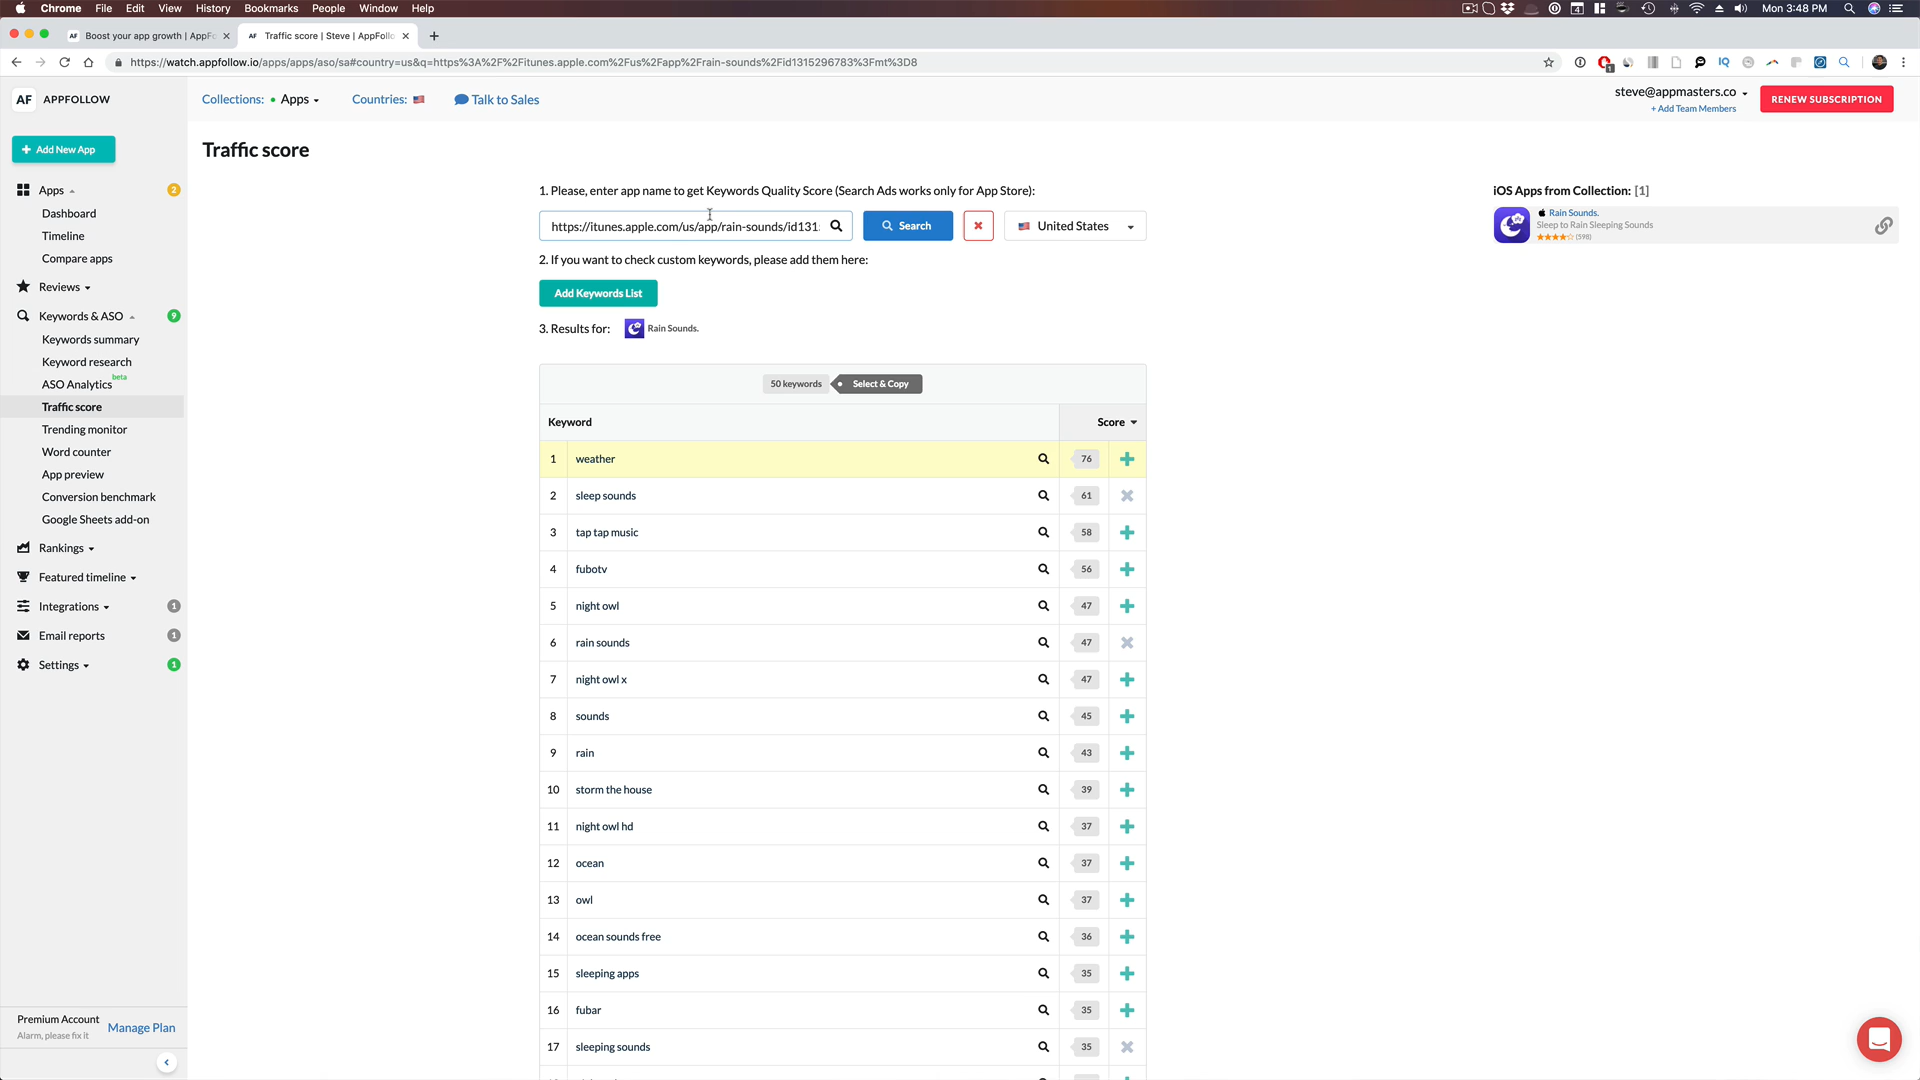 Chrome File Edit View History Bookmarks People Window Help
4
Mon 3:48 PM
AF Boost your app growth | AppFo
AF Traffic score | Steve | AppFollo
https://watch.appfollow.io/apps/apps/aso/sa#country=us&q=https%3A%2F%2Fitunes.apple.com%2Fus%2Fapp%2Frain-sounds%2Fid1315296783%3Fmt%3D8
1
IQ
AF APPFOLLOW
Collections: Apps
Countries:
Talk to Sales
steve@appmasters.co
+ Add Team Members
RENEW SUBSCRIPTION
Add New App
Apps 2
Dashboard
Timeline
Compare apps
Reviews
Keywords & ASO 9
Keywords summary
Keyword research
ASO Analytics beta
Traffic score
Trending monitor
Word counter
App preview
Conversion benchmark
Google Sheets add-on
Rankings
Featured timeline
Integrations 1
Email reports 1
Settings 1
Premium Account
Alarm, please fix it
Manage Plan
Traffic score
1. Please, enter app name to get Keywords Quality Score (Search Ads works only for App Store):
https://itunes.apple.com/us/app/rain-sounds/id131
Search
United States
2. If you want to check custom keywords, please add them here:
Add Keywords List
3. Results for: Rain Sounds.
50 keywords Select & Copy
Keyword Score
1 weather 76
2 sleep sounds 61
3 tap tap music 58
4 fubotv 56
5 night owl 47
6 rain sounds 47
7 night owl x 47
8 sounds 45
9 rain 43
10 storm the house 39
11 night owl hd 37
12 ocean 37
13 owl 37
14 ocean sounds free 36
15 sleeping apps 35
16 fubar 35
17 sleeping sounds 35
iOS Apps from Collection: [1]
Rain Sounds.
Sleep to Rain Sleeping Sounds
(598)